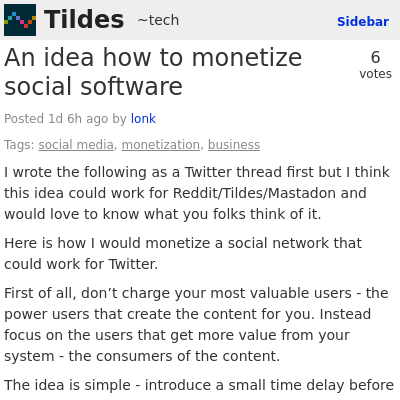 Tildes ~tech Sidebar
An idea how to monetize
social software
6
votes
Posted 1d 6h ago by lonk
Tags: social media, monetization, business
I wrote the following as a Twitter thread first but I think
this idea could work for Reddit/Tildes/Mastadon and
would love to know what you folks think of it.
Here is how I would monetize a social network that
could work for Twitter.
First of all, don’t charge your most valuable users - the
power users that create the content for you. Instead
focus on the users that get more value from your
system - the consumers of the content.
The idea is simple - introduce a small time delay before